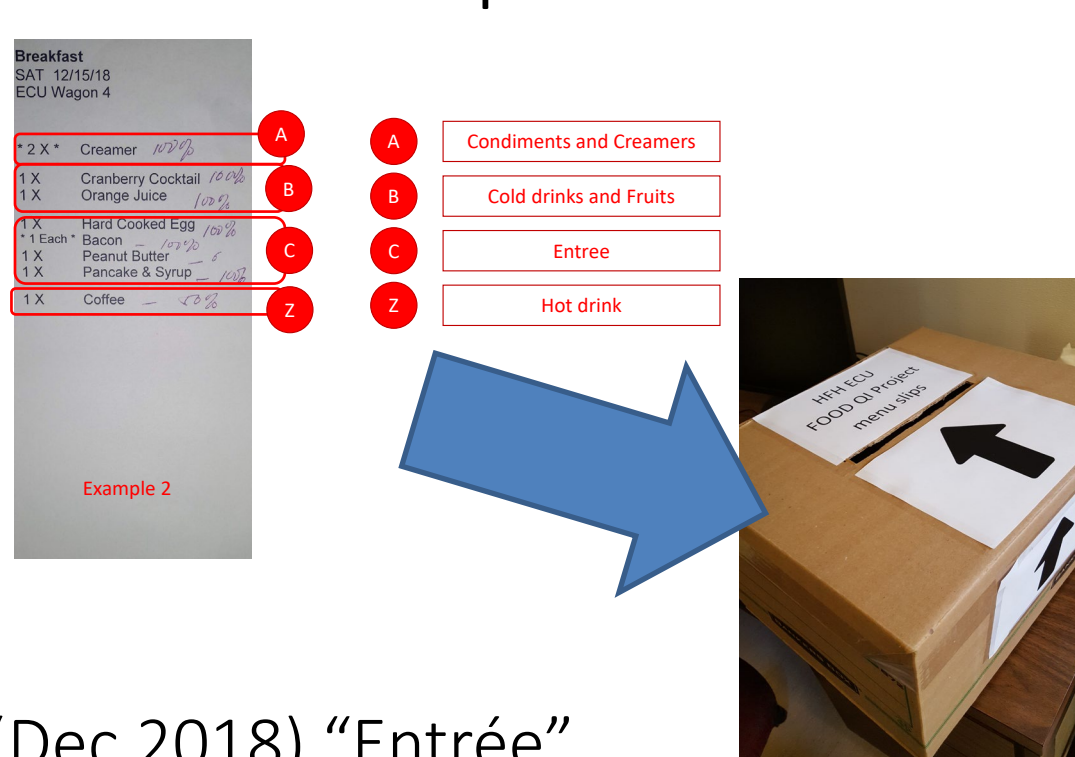 Breakfast
SAT 12/15/18
ECU Wagon 4
* 2 X * Creamer 100%
1 X Cranberry Cocktail 100%
1 X Orange Juice 100%
1 X Hard Cooked Egg 100%
* 1 Each * Bacon — 100%
1 X Peanut Butter —
1 X Pancake & Syrup — 100%
1 X Coffee — 50%
Example 2
A
B
C
Z
A Condiments and Creamers
B Cold drinks and Fruits
C Entree
Z Hot drink
HFH ECU
FOOD QI Project
menu slips
(Dec 2018) “Entrée”